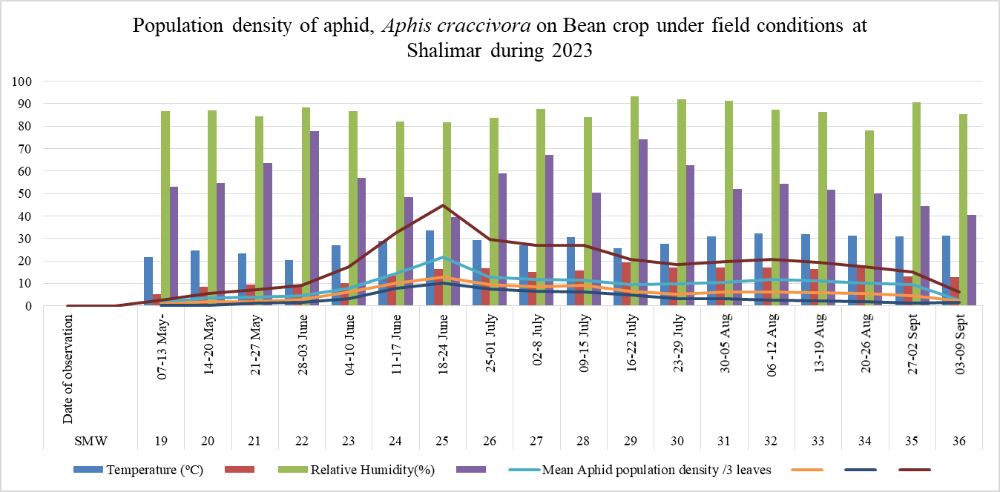 Population density of aphid, Aphis craccivora on Bean crop under field conditions at
Shalimar during 2023
100
90
80
70
60
50
40
30
20
10
0
Date of observation
07-13 May-
14-20 May
21-27 May
28-03 June
04-10 June
11-17 June
18-24 June
25-01 July
02-8 July
09-15 July
16-22 July
23-29 July
30-05 Aug
06 -12 Aug
13-19 Aug
20-26 Aug
27-02 Sept
03-09 Sept
SMW 19 20 21 22 23 24 25 26 27 28 29 30 31 32 33 34 35 36
Temperature (ºC) Relative Humidity(%) Mean Aphid population density /3 leaves